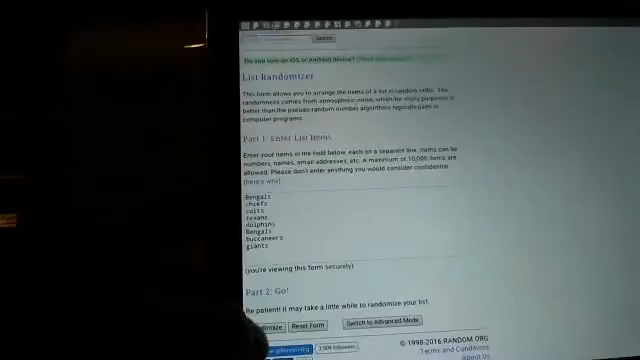 Search
Do you own an iOS or Android device?
List Randomizer
This form allows you to arrange the items of a list in random order. The
randomness comes from atmospheric noise, which for many purposes is
better than the pseudo-random number algorithms typically used in
computer programs.
Part 1: Enter List Items
Enter your items in the field below, each on a separate line. Items can be
numbers, names, email addresses, etc. A maximum of 10,000 items are
allowed. Please don't enter anything you would consider confidential
(here's why)
Bengals
chiefs
colts
texans
dolphins
Bengals
buccaneers
giants
(you're viewing this form securely)
Part 2: Go!
Be patient! It may take a little while to randomize your list.
Reset Form
Switch to Advanced Mode
© 1998-2016 RANDOM.ORG
followers
Terms and Conditions
About Us